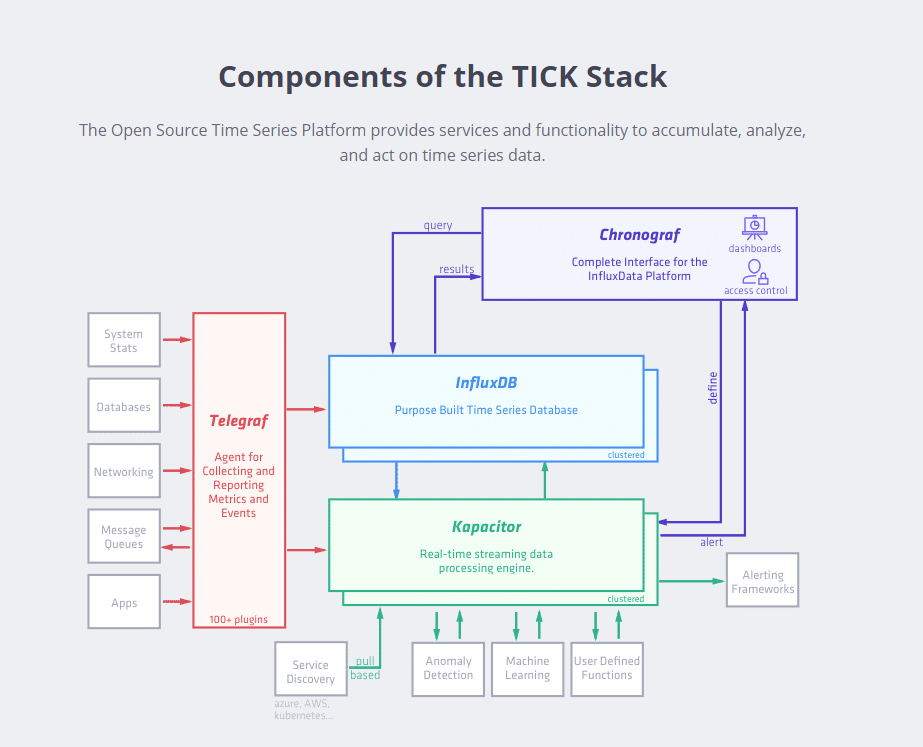 Components of the TICK Stack
The Open Source Time Series Platform provides services and functionality to accumulate, analyze,
and act on time series data.
query
results
Chronograf
Complete Interface for the
InfluxData Platform
dashboards
access control
System
Stats
Databases
Networking
Message
Queues
Apps
Telegraf
Agent for
Collecting and
Reporting
Metrics and
Events
100+ plugins
InfluxDB
Purpose Built Time Series Database
clustered
define
Kapacitor
Real-time streaming data
processing engine.
clustered
alert
Alerting
Frameworks
Service
Discovery
azure, AWS,
kubernetes...
pull
based
Anomaly
Detection
Machine
Learning
User Defined
Functions